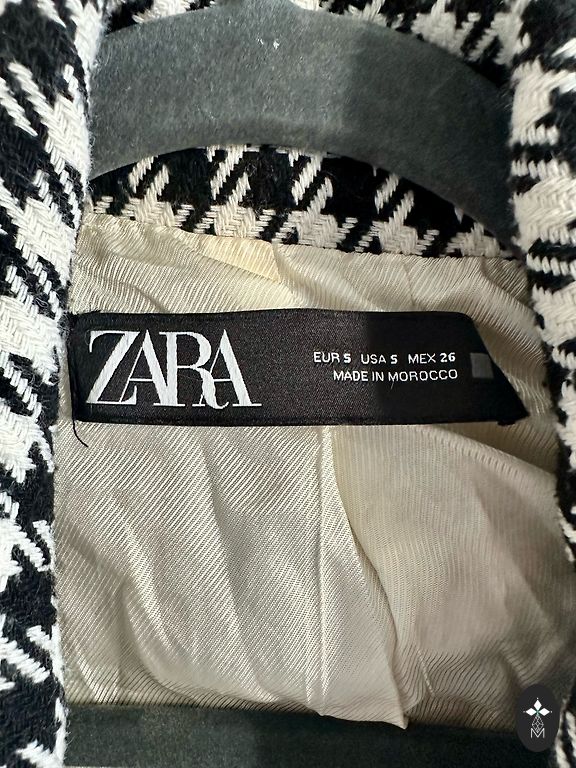 ZARA
EUR S USA S MEX 26
MADE IN MOROCCO